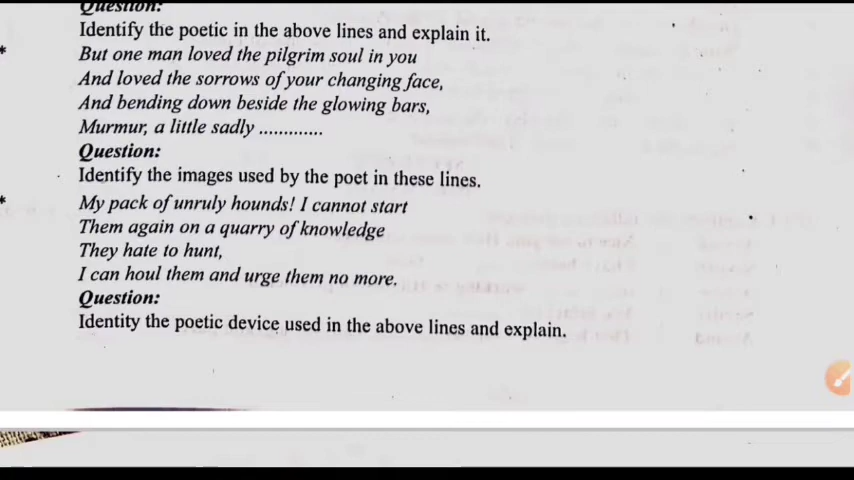 Question:
Identify the poetic in the above lines and explain it.
* But one man loved the pilgrim soul in you
And loved the sorrows of your changing face,
And bending down beside the glowing bars,
Murmur, a little sadly .............
Question:
Identify the images used by the poet in these lines.
* My pack of unruly hounds! I cannot start
Them again on a quarry of knowledge
They hate to hunt,
I can houl them and urge them no more.
Question:
Identity the poetic device used in the above lines and explain.